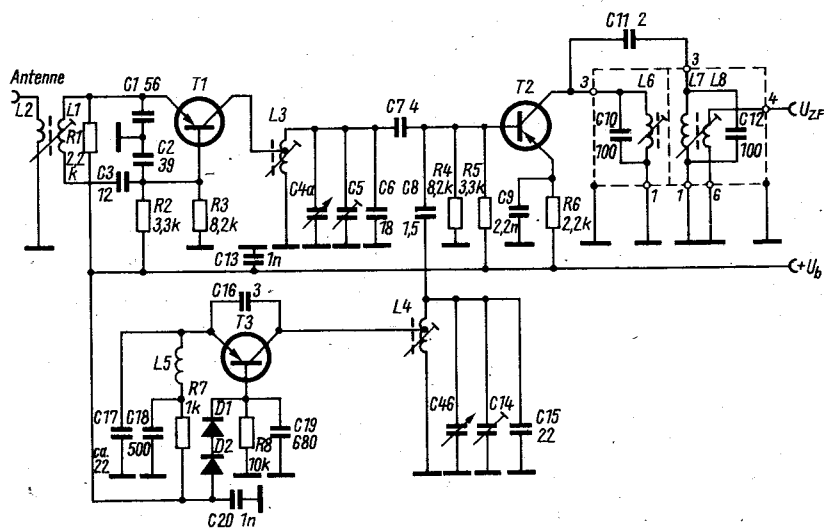 C11 2
Antenne
L2
L1
C1 56
T1
L3
C7 4
T2
3
L6
3
L7
L8
4
U_ZF
R1
2,2
k
C2
39
C3
12
C4a
C5
C6
18
C8
1,5
R4
8,2k
R5
3,3k
C9
2,2n
R6
2,2k
C10
100
C12
100
1
1
6
R2
3,3k
R3
8,2k
C13
1n
+U_b
C16
3
T3
L4
L5
R7
1k
C17
ca.
22
C18
500
D1
D2
R8
10k
C19
680
C46
C14
C15
22
C20 1n